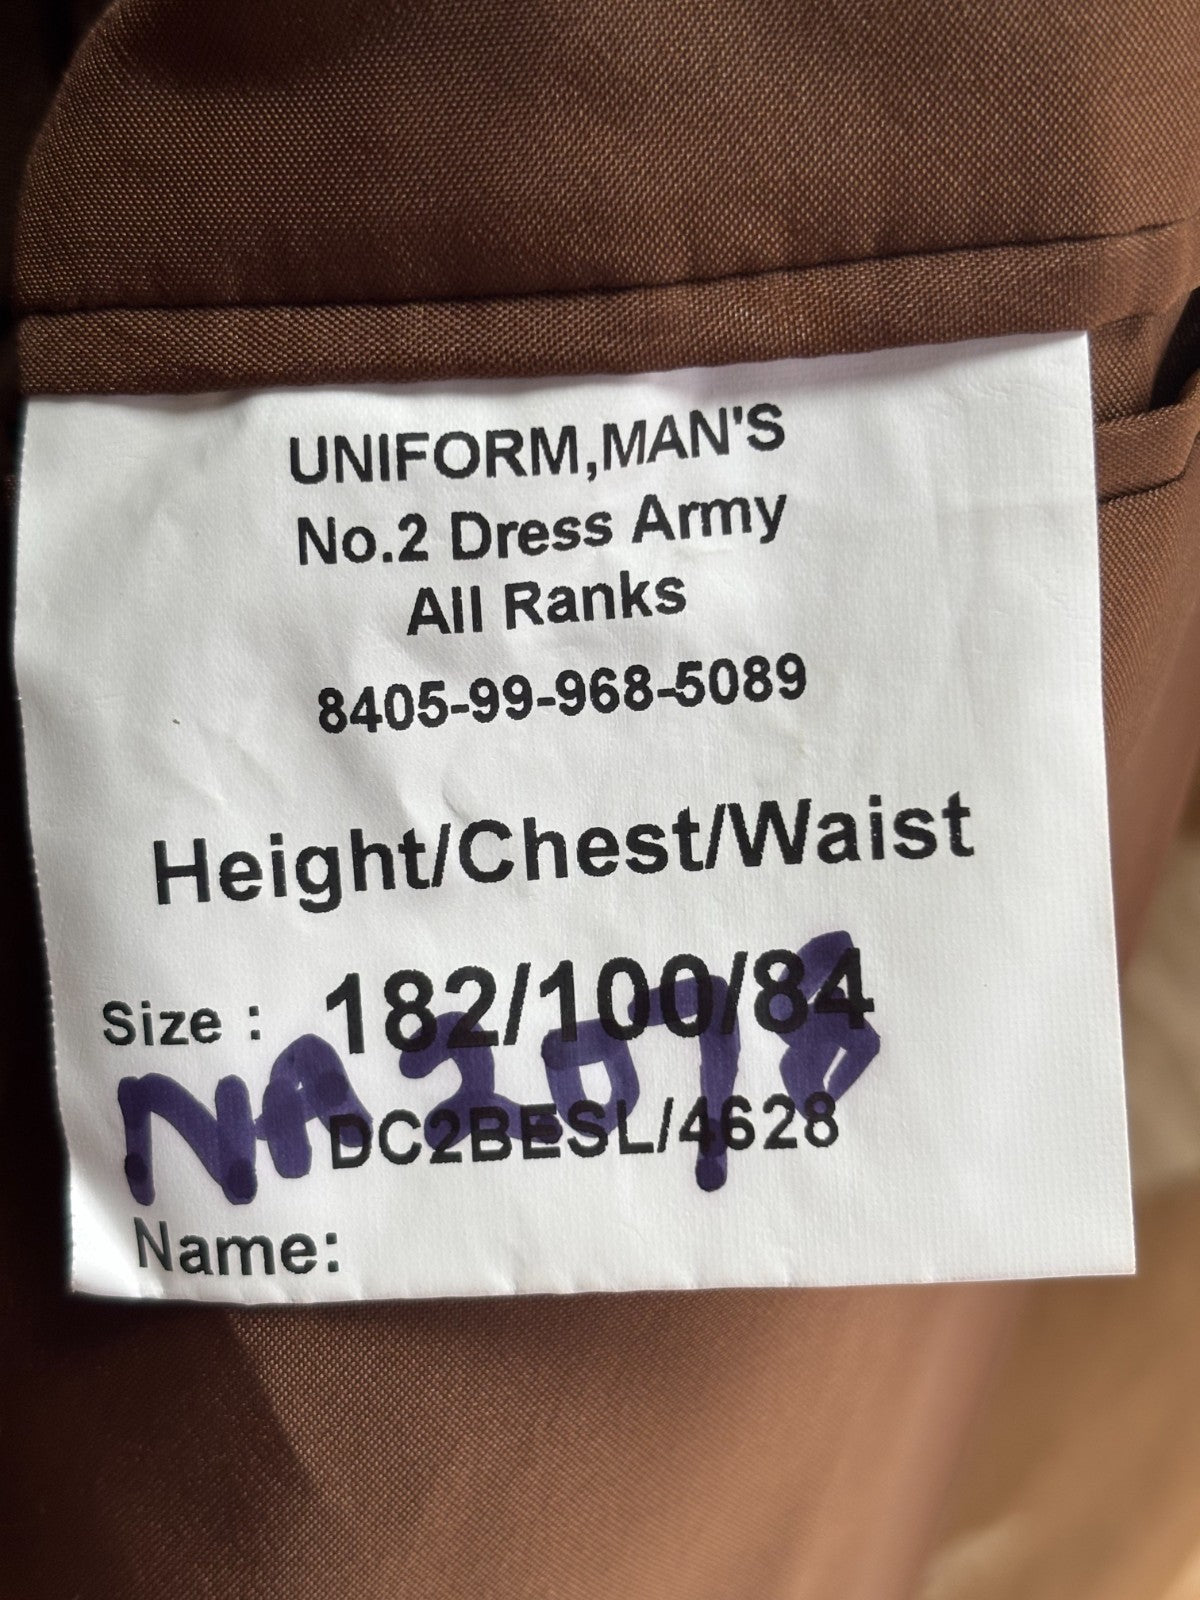 UNIFORM,MAN'S
No.2 Dress Army
All Ranks
8405-99-968-5089
Height/Chest/Waist
Size : 182/100/84
NA2078
DC2BESL/4628
Name: